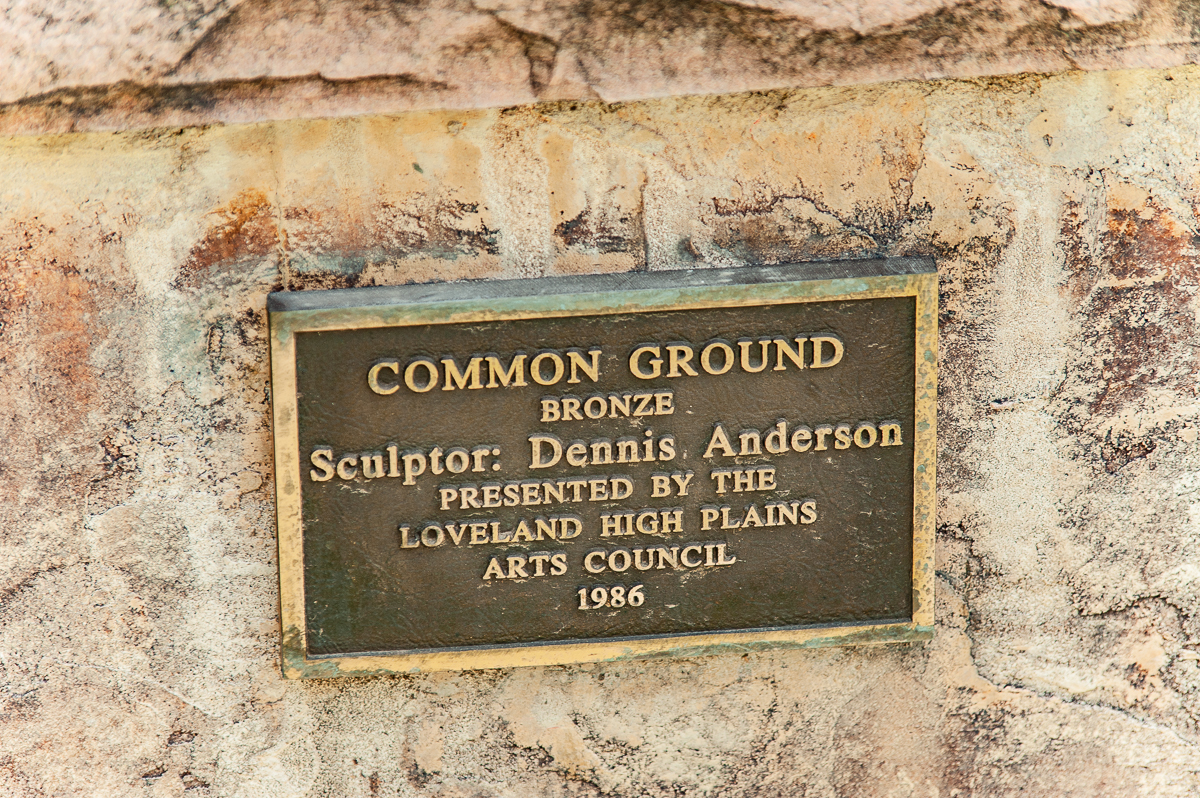 COMMON GROUND
BRONZE
Sculptor: Dennis Anderson
PRESENTED BY THE
LOVELAND HIGH PLAINS
ARTS COUNCIL
1986